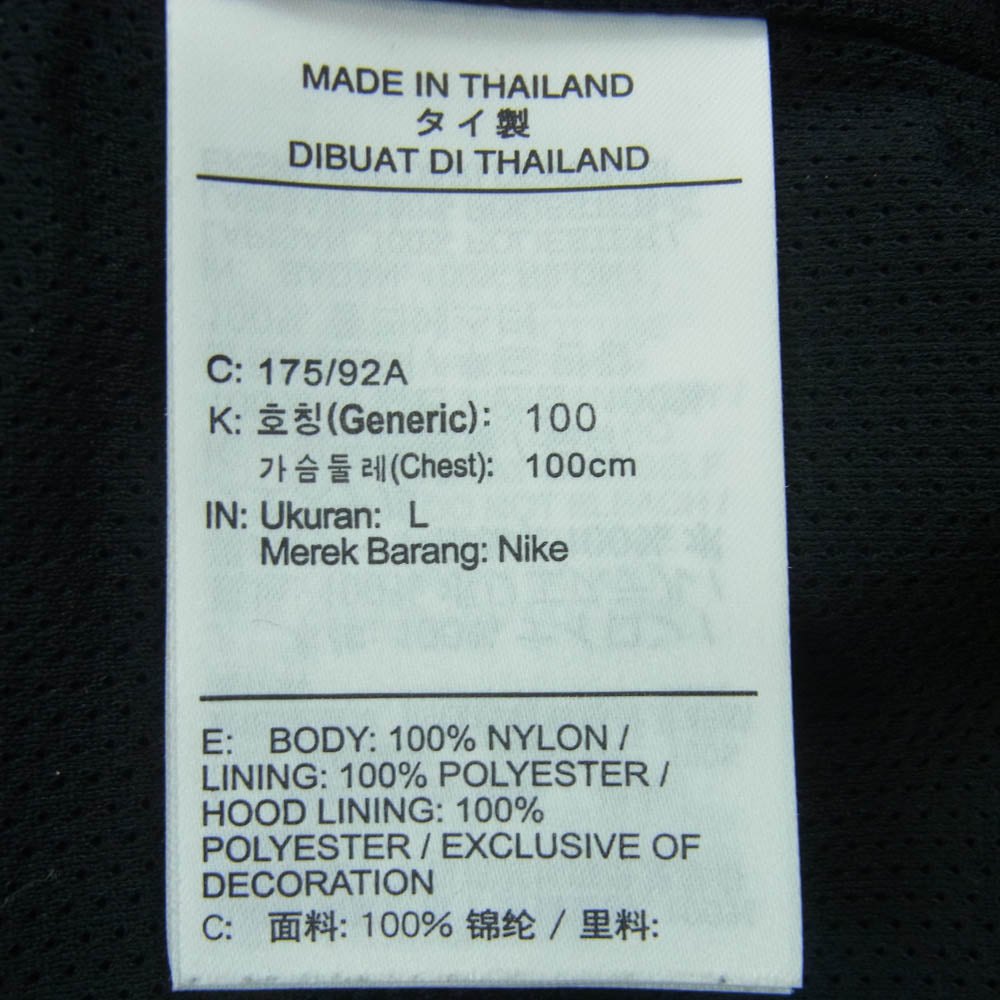 MADE IN THAILAND
タイ製
DIBUAT DI THAILAND
C: 175/92A
K: 호칭(Generic): 100
가슴둘레(Chest): 100cm
IN: Ukuran: L
Merek Barang: Nike
E: BODY: 100% NYLON /
LINING: 100% POLYESTER /
HOOD LINING: 100%
POLYESTER / EXCLUSIVE OF
DECORATION
C: 面料: 100% 锦纶 / 里料: